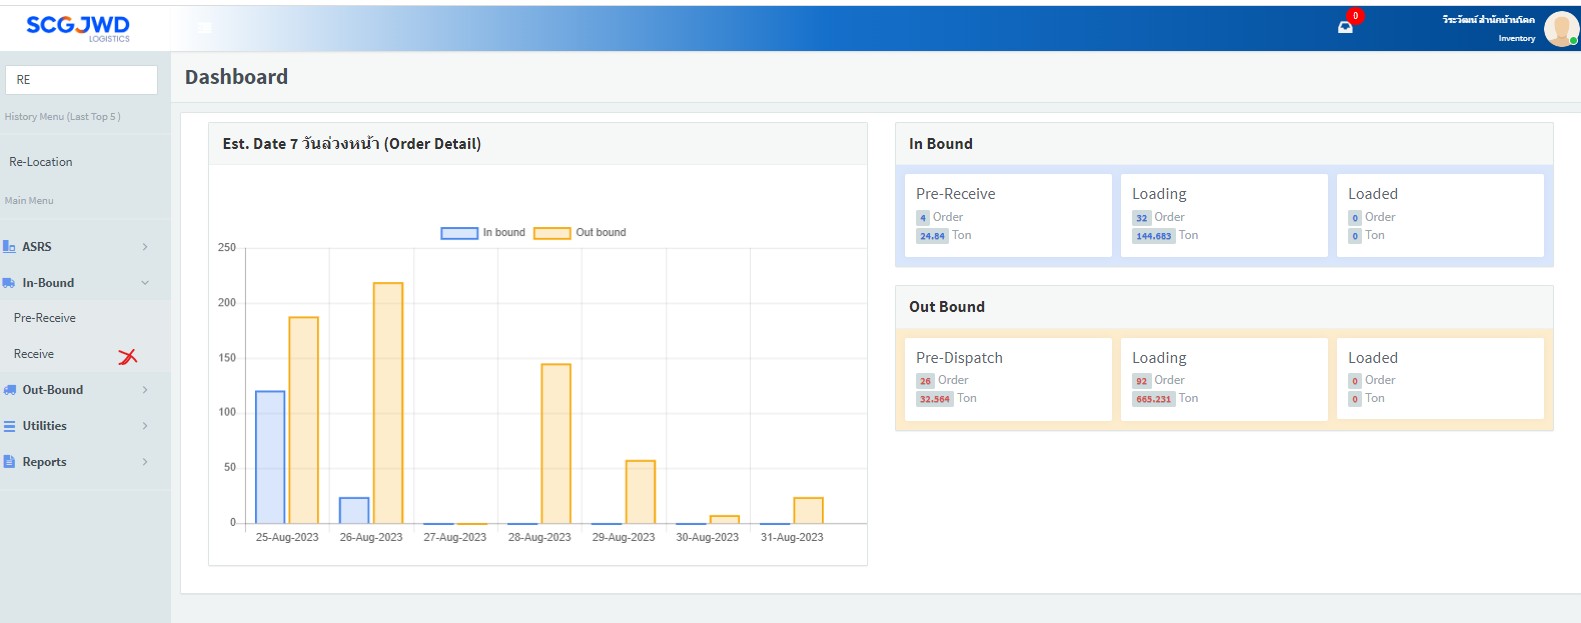 SCGJWD
LOGISTICS
0
วีระวัฒน์ สำนักบ้านโคก
Inventory
RE
History Menu (Last Top 5 )
Re-Location
Main Menu
ASRS
In-Bound
Pre-Receive
Receive
Out-Bound
Utilities
Reports
Dashboard
Est. Date 7 วันล่วงหน้า (Order Detail)
In bound
Out bound
250
200
150
100
50
0
25-Aug-2023
26-Aug-2023
27-Aug-2023
28-Aug-2023
29-Aug-2023
30-Aug-2023
31-Aug-2023
In Bound
Pre-Receive
4 Order
24.84 Ton
Loading
32 Order
144.683 Ton
Loaded
0 Order
0 Ton
Out Bound
Pre-Dispatch
26 Order
32.564 Ton
Loading
92 Order
665.231 Ton
Loaded
0 Order
0 Ton